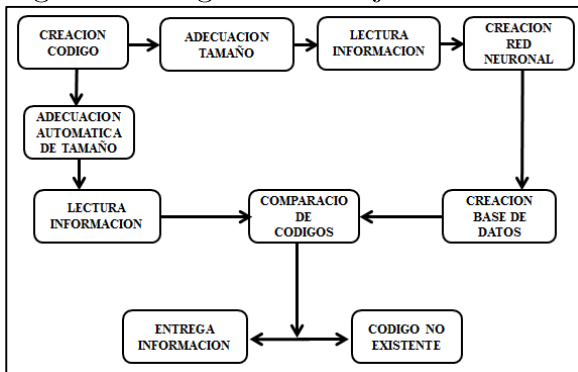 CREACION
CODIGO
ADECUACION
TAMAÑO
LECTURA
INFORMACION
CREACION
RED
NEURONAL
ADECUACION
AUTOMATICA
DE TAMAÑO
LECTURA
INFORMACION
COMPARACIO
DE
CODIGOS
CREACION
BASE DE
DATOS
ENTREGA
INFORMACION
CODIGO NO
EXISTENTE